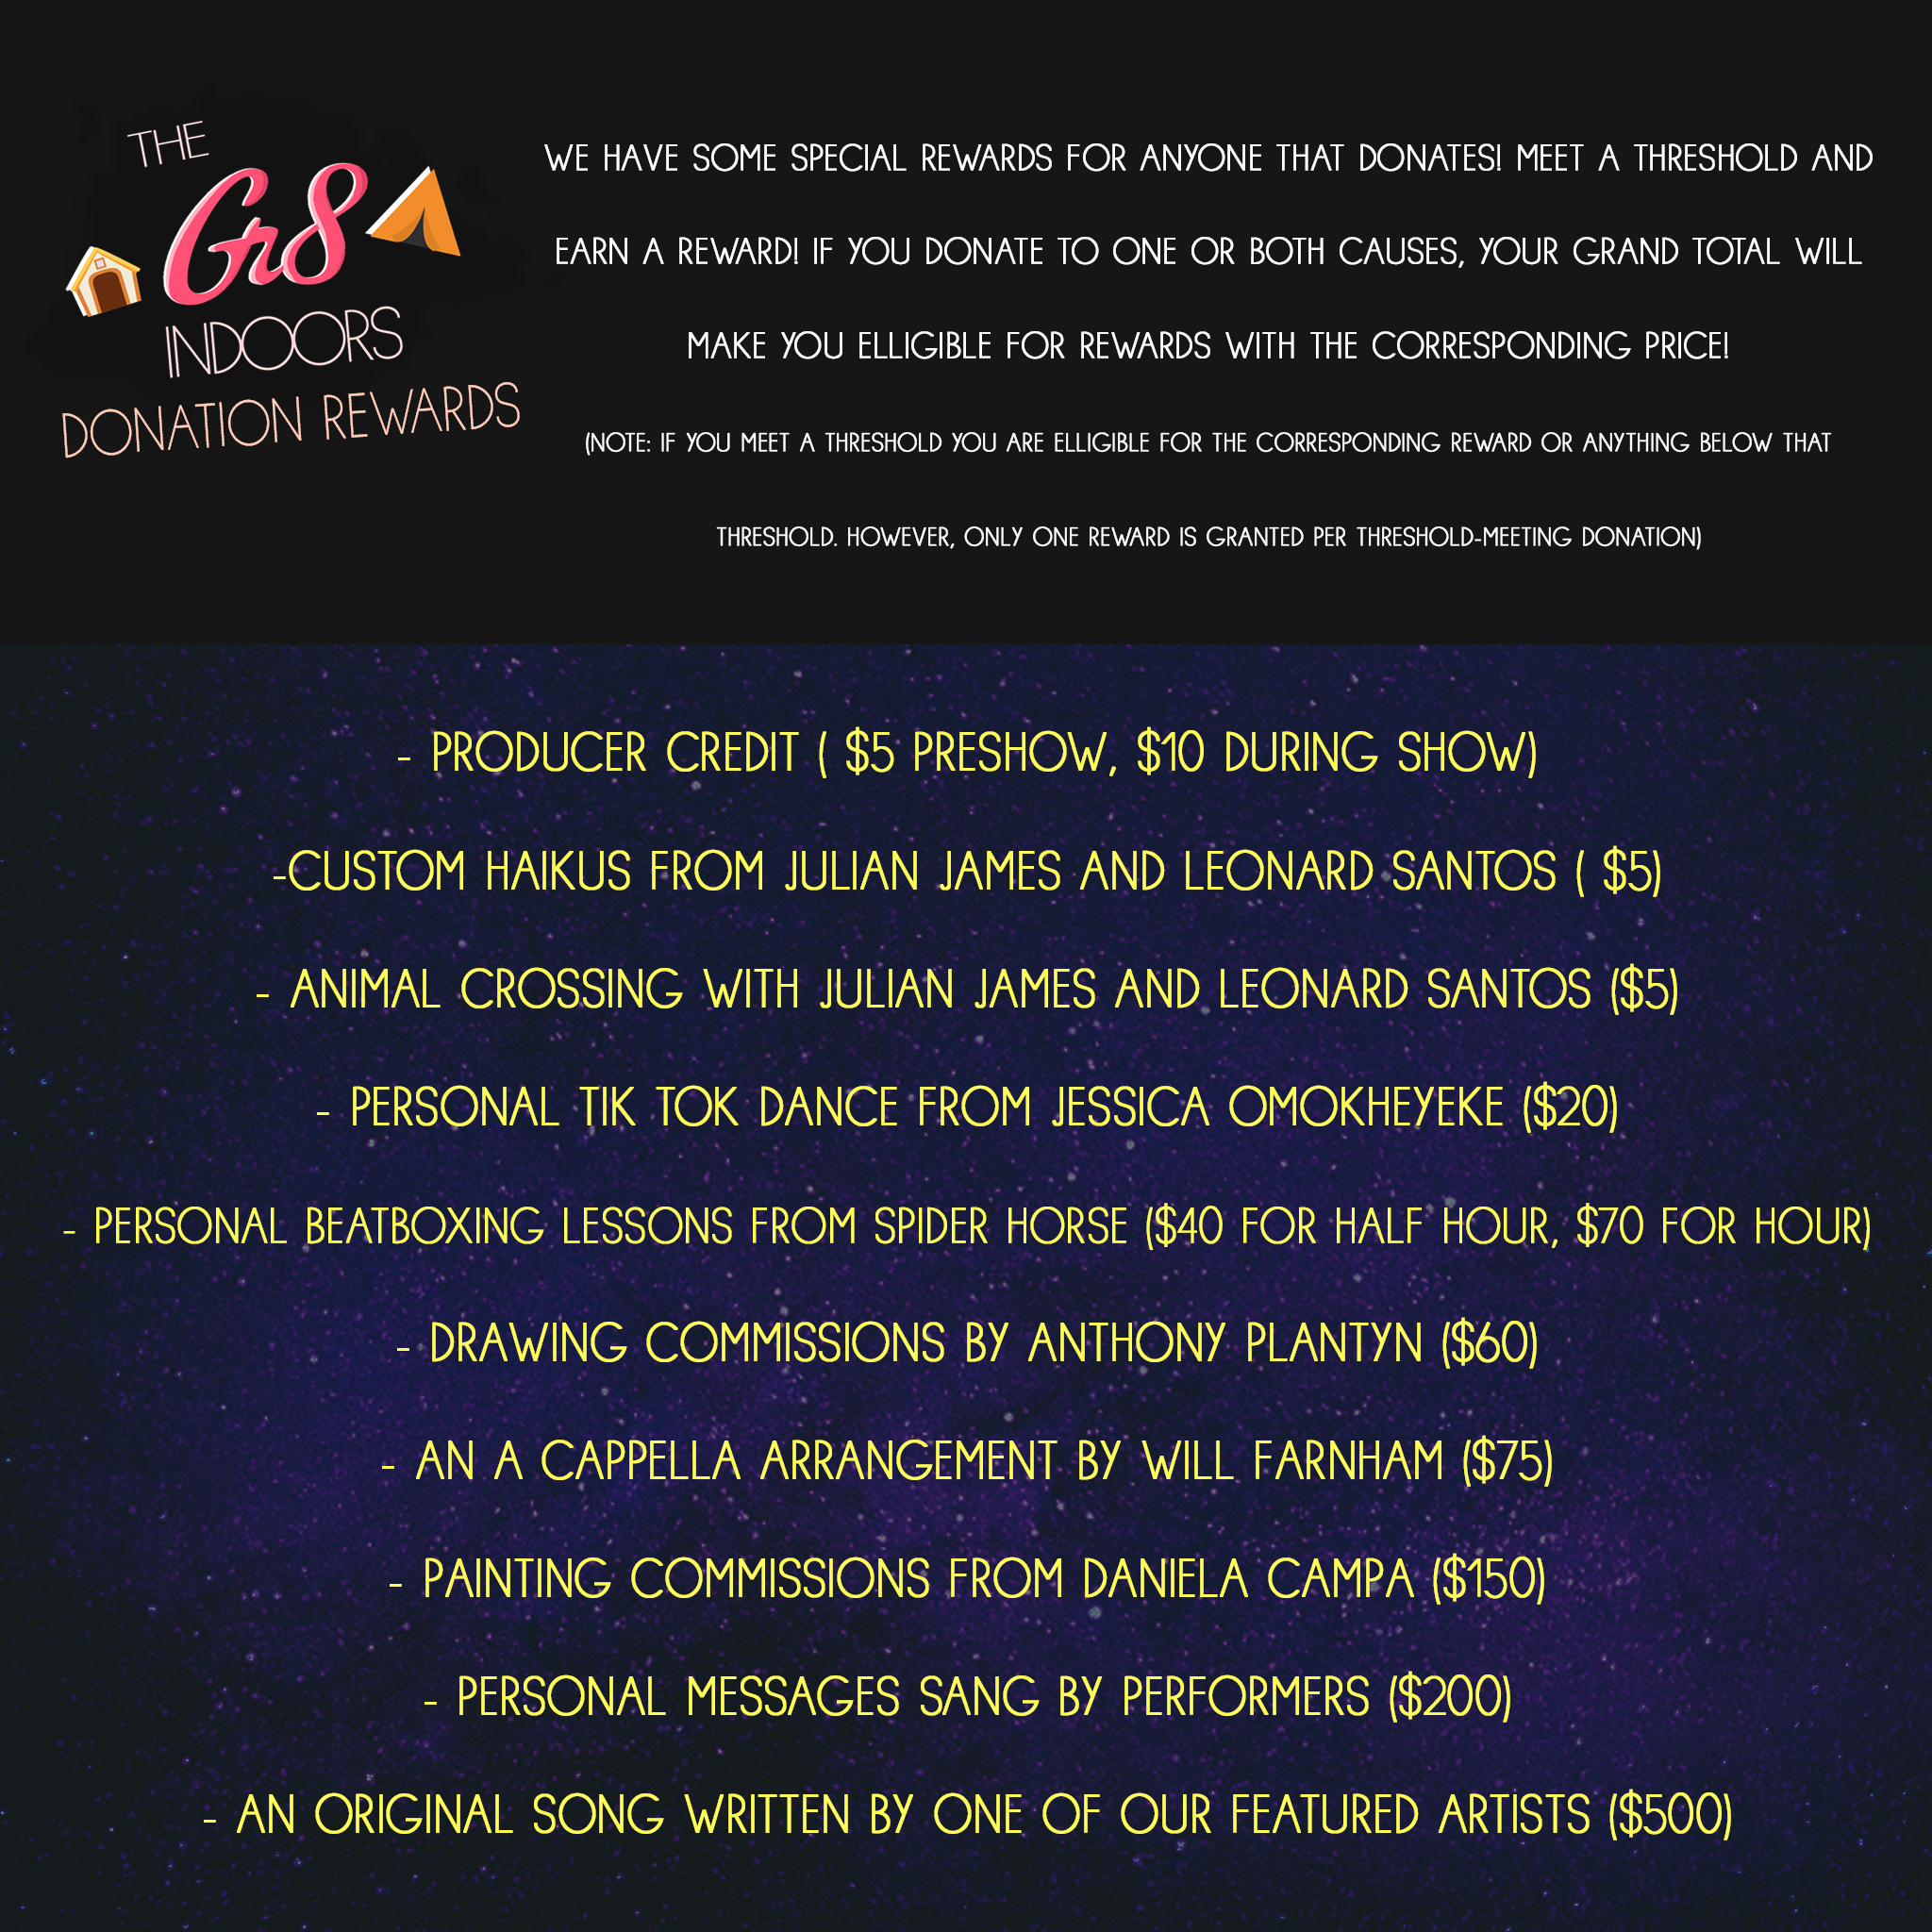 THE
Gr8
INDOORS
DONATION REWARDS
WE HAVE SOME SPECIAL REWARDS FOR ANYONE THAT DONATES! MEET A THRESHOLD AND
EARN A REWARD! IF YOU DONATE TO ONE OR BOTH CAUSES, YOUR GRAND TOTAL WILL
MAKE YOU ELLIGIBLE FOR REWARDS WITH THE CORRESPONDING PRICE!
(NOTE: IF YOU MEET A THRESHOLD YOU ARE ELLIGIBLE FOR THE CORRESPONDING REWARD OR ANYTHING BELOW THAT
THRESHOLD. HOWEVER, ONLY ONE REWARD IS GRANTED PER THRESHOLD-MEETING DONATION)
- PRODUCER CREDIT ( $5 PRESHOW, $10 DURING SHOW)
-CUSTOM HAIKUS FROM JULIAN JAMES AND LEONARD SANTOS ( $5)
- ANIMAL CROSSING WITH JULIAN JAMES AND LEONARD SANTOS ($5)
- PERSONAL TIK TOK DANCE FROM JESSICA OMOKHEYEKE ($20)
- PERSONAL BEATBOXING LESSONS FROM SPIDER HORSE ($40 FOR HALF HOUR, $70 FOR HOUR)
- DRAWING COMMISSIONS BY ANTHONY PLANTYN ($60)
- AN A CAPPELLA ARRANGEMENT BY WILL FARNHAM ($75)
- PAINTING COMMISSIONS FROM DANIELA CAMPA ($150)
- PERSONAL MESSAGES SANG BY PERFORMERS ($200)
- AN ORIGINAL SONG WRITTEN BY ONE OF OUR FEATURED ARTISTS ($500)